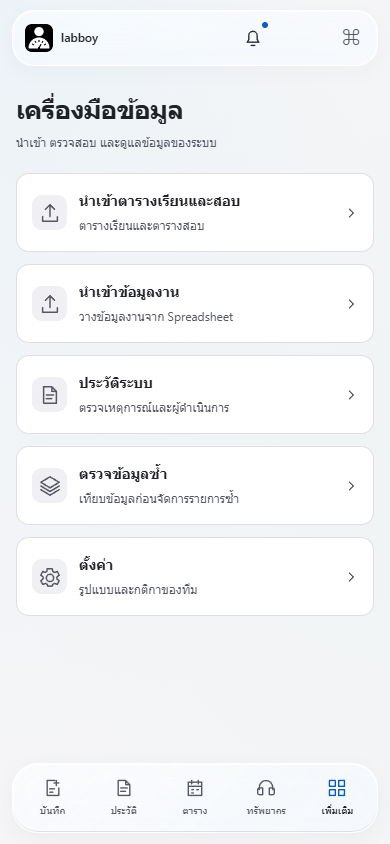 labboy
เครื่องมือข้อมูล
นำเข้า ตรวจสอบ และดูแลข้อมูลของระบบ
นำเข้าตารางเรียนและสอบ
ตารางเรียนและตารางสอบ
นำเข้าข้อมูลงาน
วางข้อมูลงานจาก Spreadsheet
ประวัติระบบ
ตรวจเหตุการณ์และผู้ดำเนินการ
ตรวจข้อมูลซ้ำ
เทียบข้อมูลก่อนจัดการรายการซ้ำ
ตั้งค่า
รูปแบบและกติกาของทีม
บันทึก ประวัติ ตาราง ทรัพยากร เพิ่มเติม